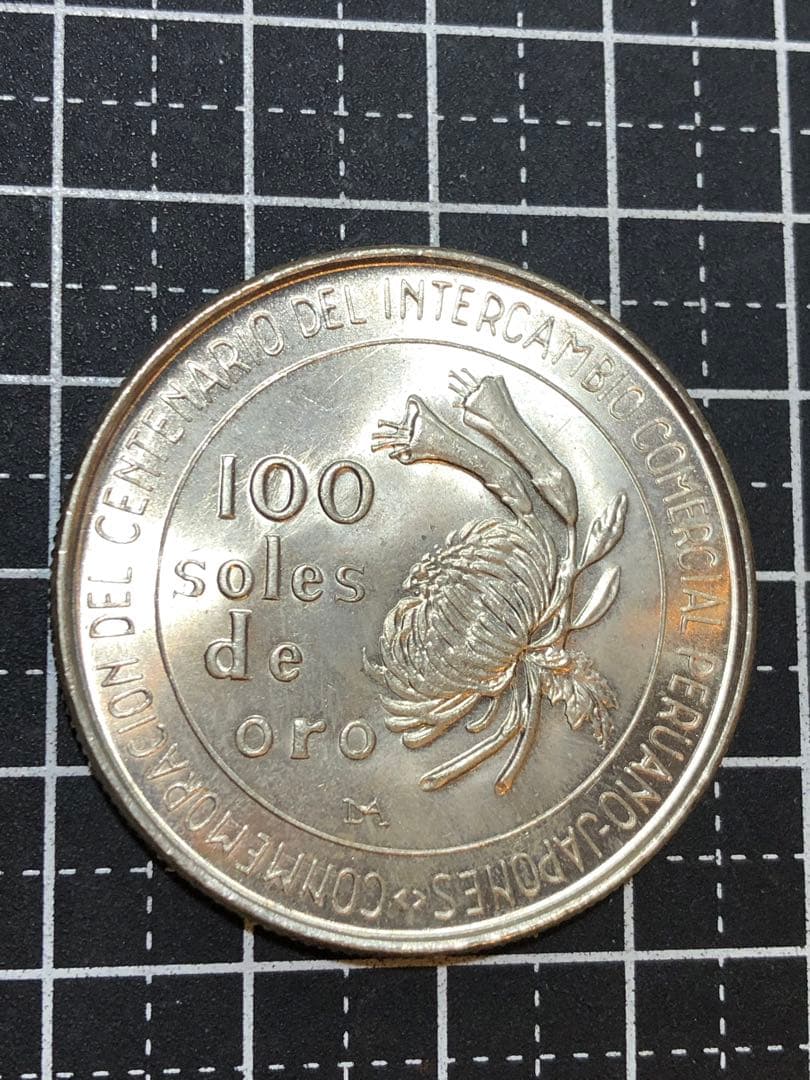 CONMEMORACION DEL CENTENARIO DEL INTERCAMBIO COMERCIAL PERUANO-JAPONES
100
soles
de
oro